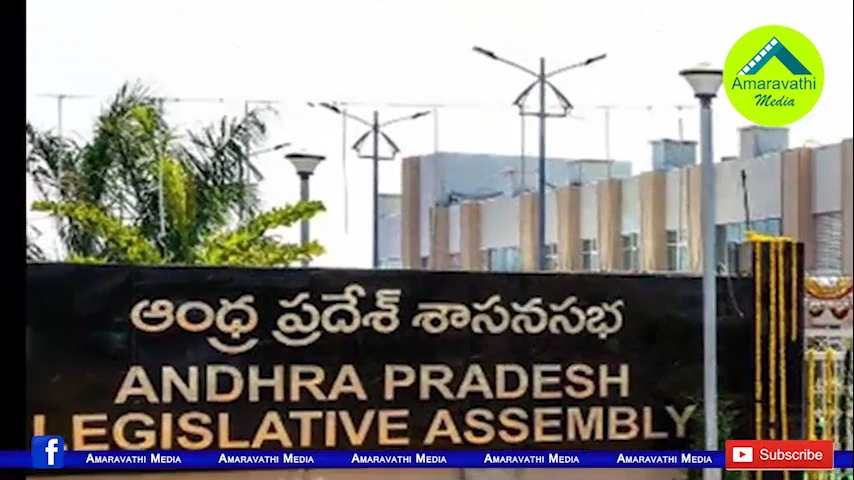 Amaravathi
Media
ఆంధ్ర ప్రదేశ్ శాసనసభ
ANDHRA PRADESH
LEGISLATIVE ASSEMBLY
f AMARAVATHI MEDIA AMARAVATHI MEDIA AMARAVATHI MEDIA AMARAVATHI MEDIA AMARAVATHI MEDIA Subscribe